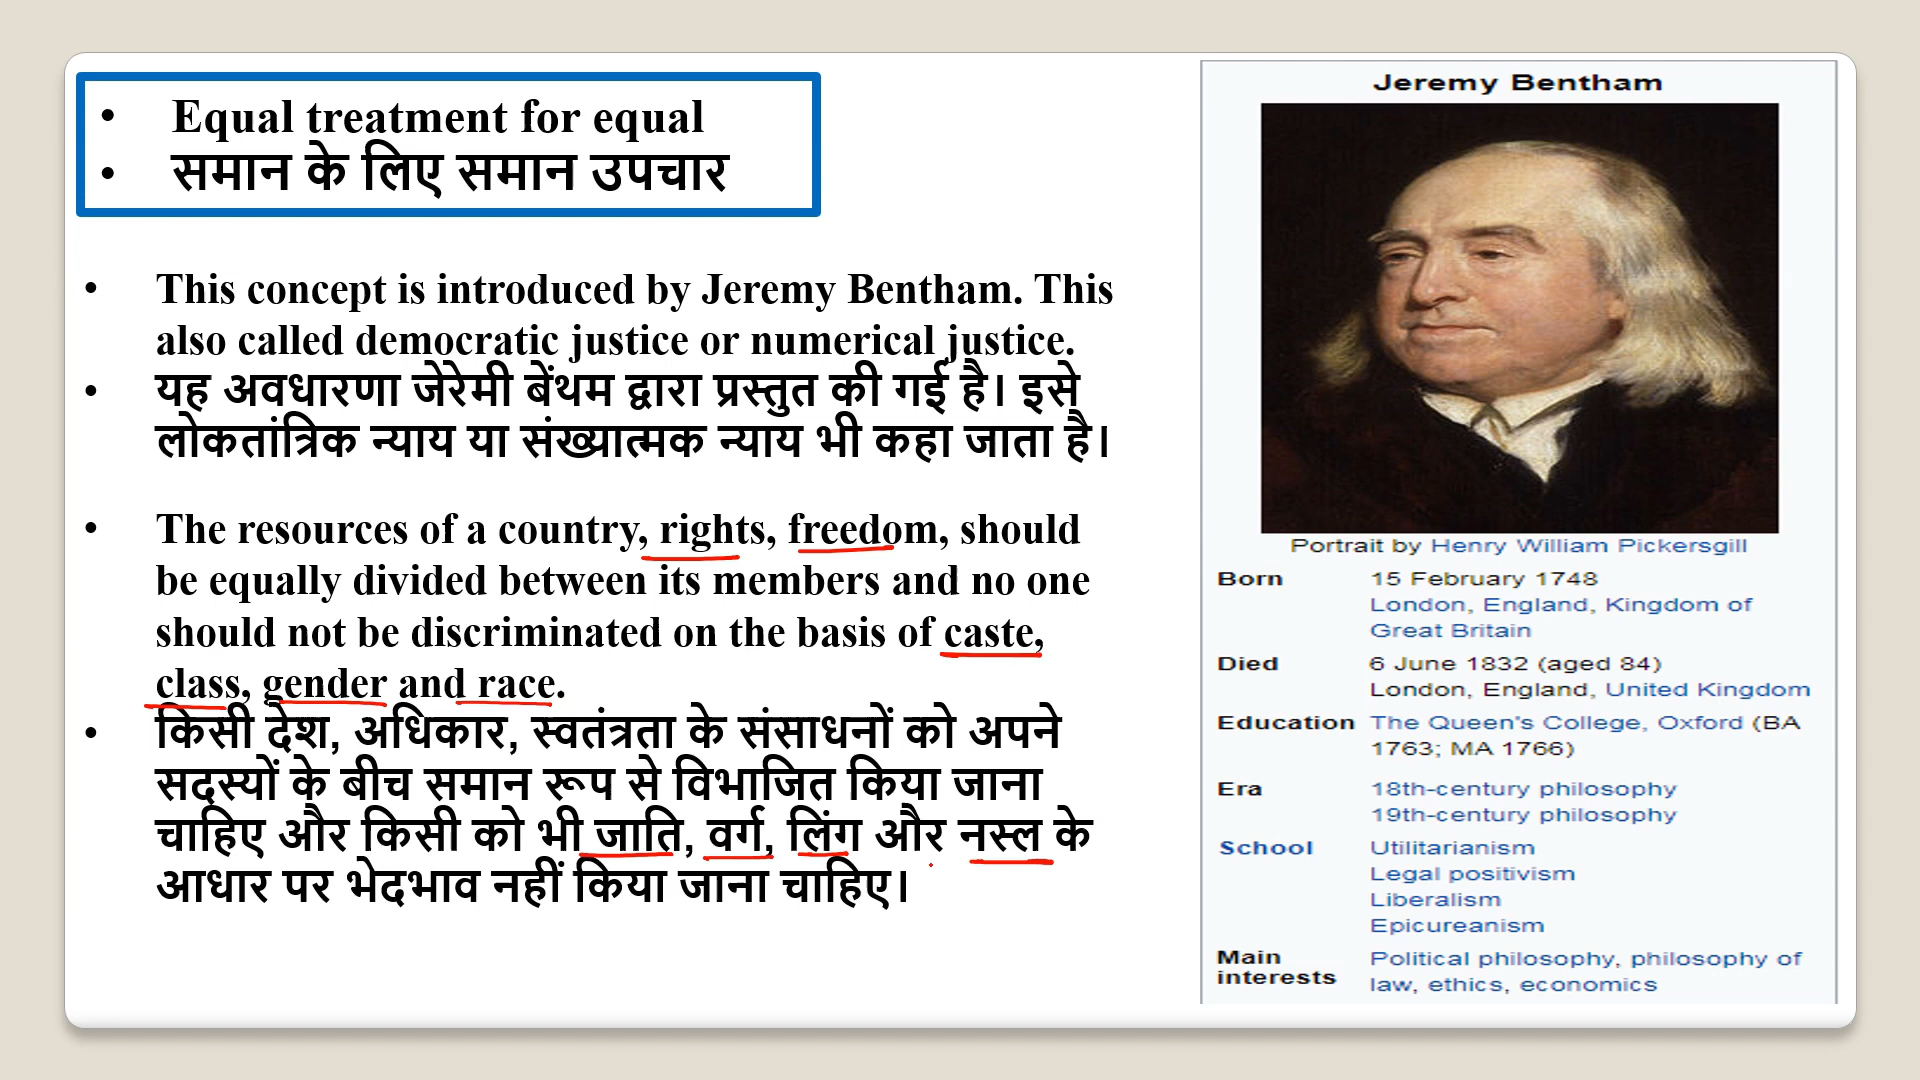 • Equal treatment for equal
• समान के लिए समान उपचार
• This concept is introduced by Jeremy Bentham. This
also called democratic justice or numerical justice.
• यह अवधारणा जेरेमी बेंथम द्वारा प्रस्तुत की गई है। इसे
लोकतांत्रिक न्याय या संख्यात्मक न्याय भी कहा जाता है।
• The resources of a country, rights, freedom, should
be equally divided between its members and no one
should not be discriminated on the basis of caste,
class, gender and race.
• किसी देश, अधिकार, स्वतंत्रता के संसाधनों को अपने
सदस्यों के बीच समान रूप से विभाजित किया जाना
चाहिए और किसी को भी जाति, वर्ग, लिंग और नस्ल के
आधार पर भेदभाव नहीं किया जाना चाहिए।
Jeremy Bentham
Portrait by Henry William Pickersgill
Born 15 February 1748
London, England, Kingdom of
Great Britain
Died 6 June 1832 (aged 84)
London, England, United Kingdom
Education The Queen's College, Oxford (BA
1763; MA 1766)
Era 18th-century philosophy
19th-century philosophy
School Utilitarianism
Legal positivism
Liberalism
Epicureanism
Main interests Political philosophy, philosophy of
law, ethics, economics